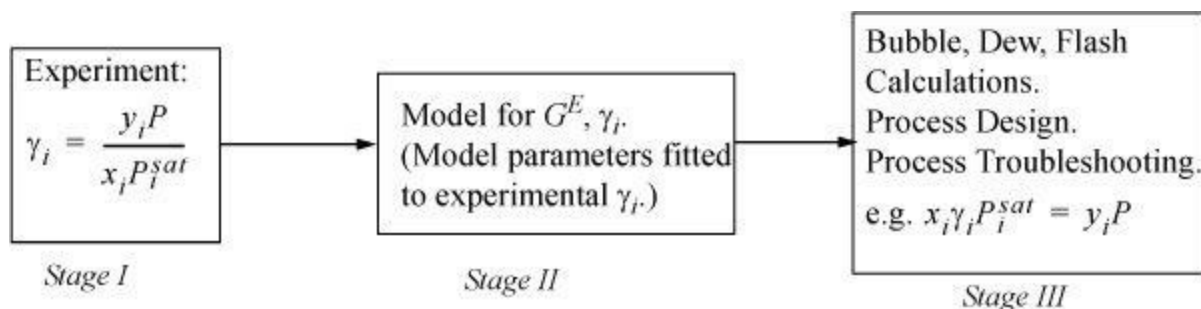 Experiment:
γᵢ = yᵢP / xᵢPᵢˢᵃᵗ
Stage I
Model for Gᴱ, γᵢ.
(Model parameters fitted
to experimental γᵢ.)
Stage II
Bubble, Dew, Flash
Calculations.
Process Design.
Process Troubleshooting.
e.g. xᵢγᵢPᵢˢᵃᵗ = yᵢP
Stage III